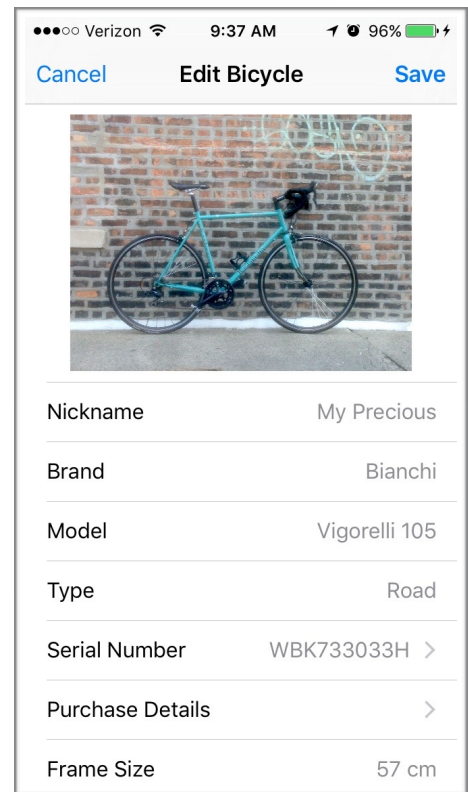 Verizon 9:37 AM 96%
Cancel Edit Bicycle Save
Nickname My Precious
Brand Bianchi
Model Vigorelli 105
Type Road
Serial Number WBK733033H
Purchase Details
Frame Size 57 cm